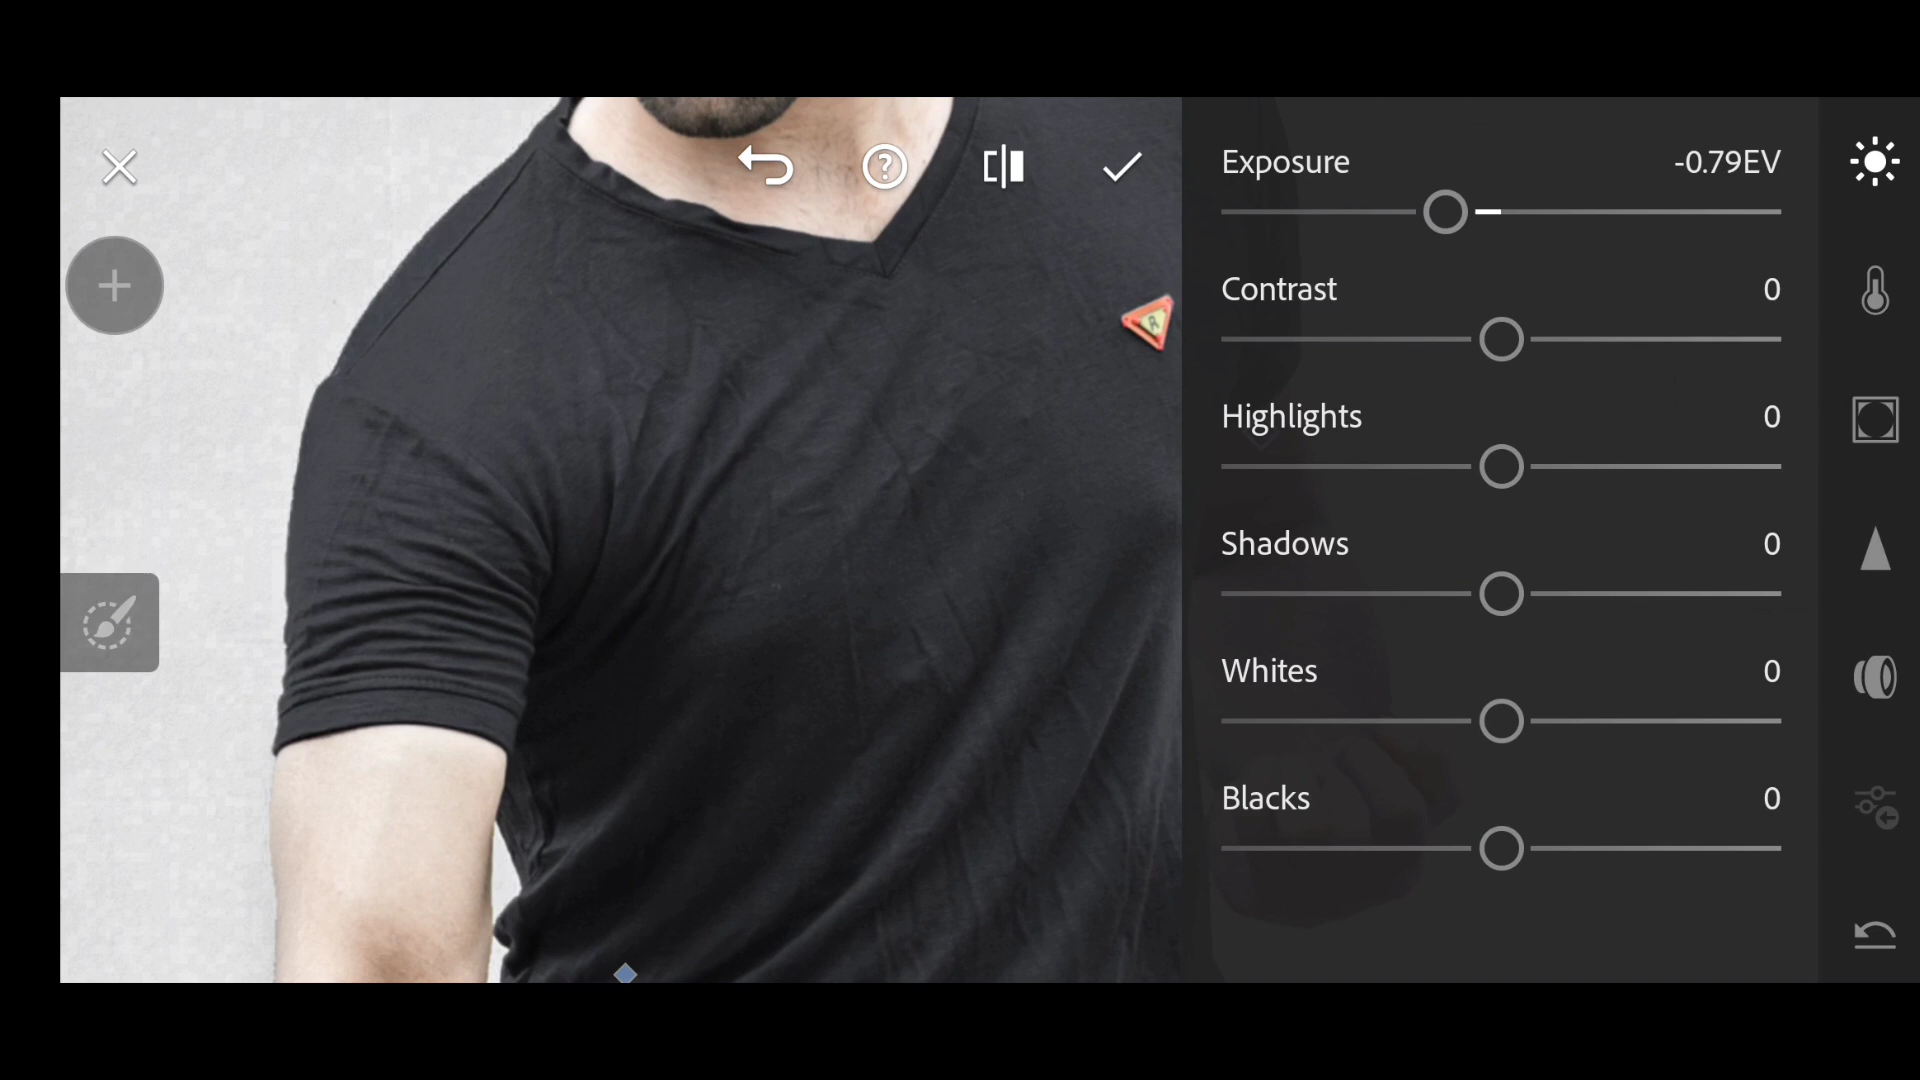 Exposure -0.79EV
Contrast 0
Highlights 0
Shadows 0
Whites 0
Blacks 0
R